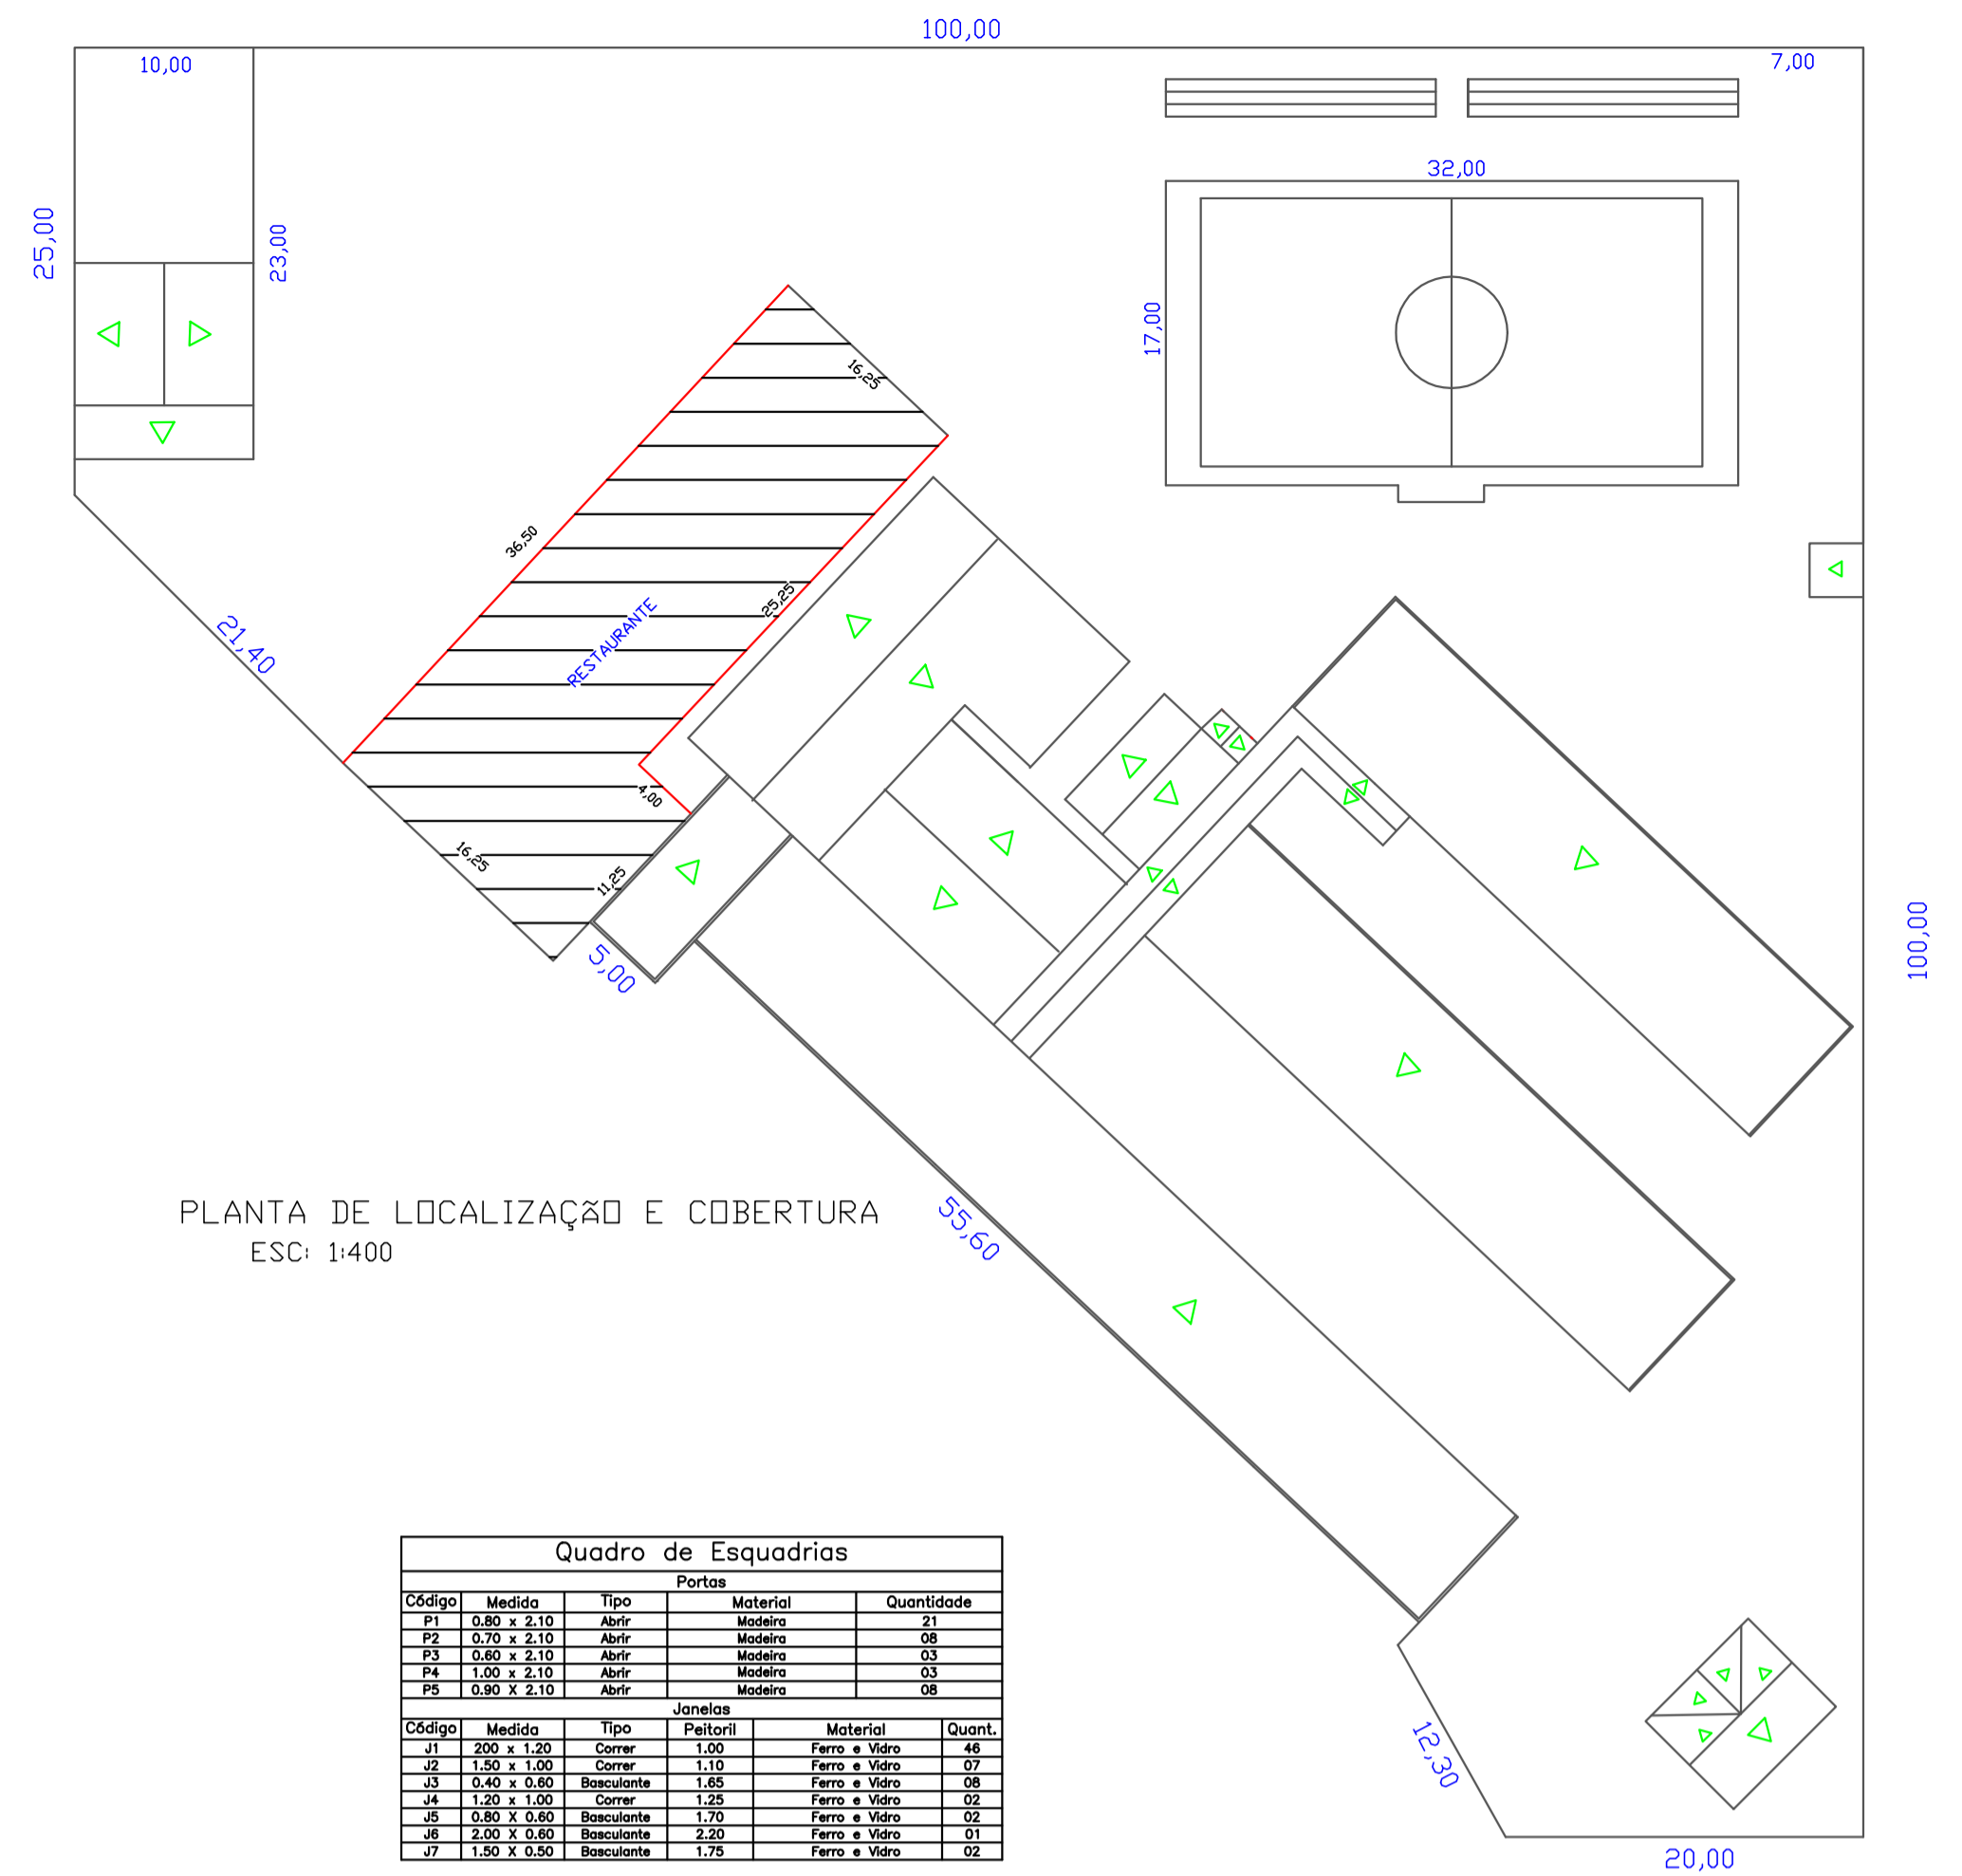 100,00
10,00
7,00
32,00
25,00
23,00
17,00
16,25
36,50
25,25
RESTAURANTE
21,40
4,00
16,25
11,25
5,00
100,00
55,60
PLANTA DE LOCALIZAÇÃO E COBERTURA
ESC: 1:400
Quadro de Esquadrias
Portas
Código Medida Tipo Material Quantidade
P1 0.80 x 2.10 Abrir Madeira 21
P2 0.70 x 2.10 Abrir Madeira 08
P3 0.60 x 2.10 Abrir Madeira 03
P4 1.00 x 2.10 Abrir Madeira 03
P5 0.90 X 2.10 Abrir Madeira 08
Janelas
Código Medida Tipo Peitoril Material Quant.
J1 200 x 1.20 Correr 1.00 Ferro e Vidro 46
J2 1.50 x 1.00 Correr 1.10 Ferro e Vidro 07
J3 0.40 x 0.60 Basculante 1.65 Ferro e Vidro 08
J4 1.20 x 1.00 Correr 1.25 Ferro e Vidro 02
J5 0.80 X 0.60 Basculante 1.70 Ferro e Vidro 02
J6 2.00 X 0.60 Basculante 2.20 Ferro e Vidro 01
J7 1.50 X 0.50 Basculante 1.75 Ferro e Vidro 02
12,30
20,00